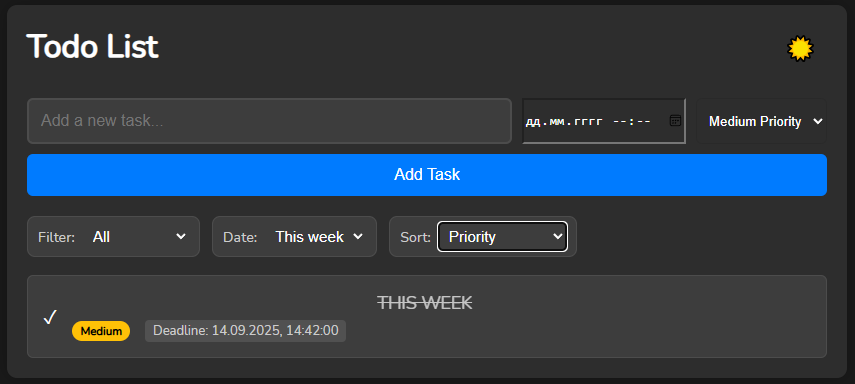 Todo List
Add a new task...
дд.мм.гггг --:--
Medium Priority
Add Task
Filter: All
Date: This week
Sort: Priority
THIS WEEK
Medium
Deadline: 14.09.2025, 14:42:00